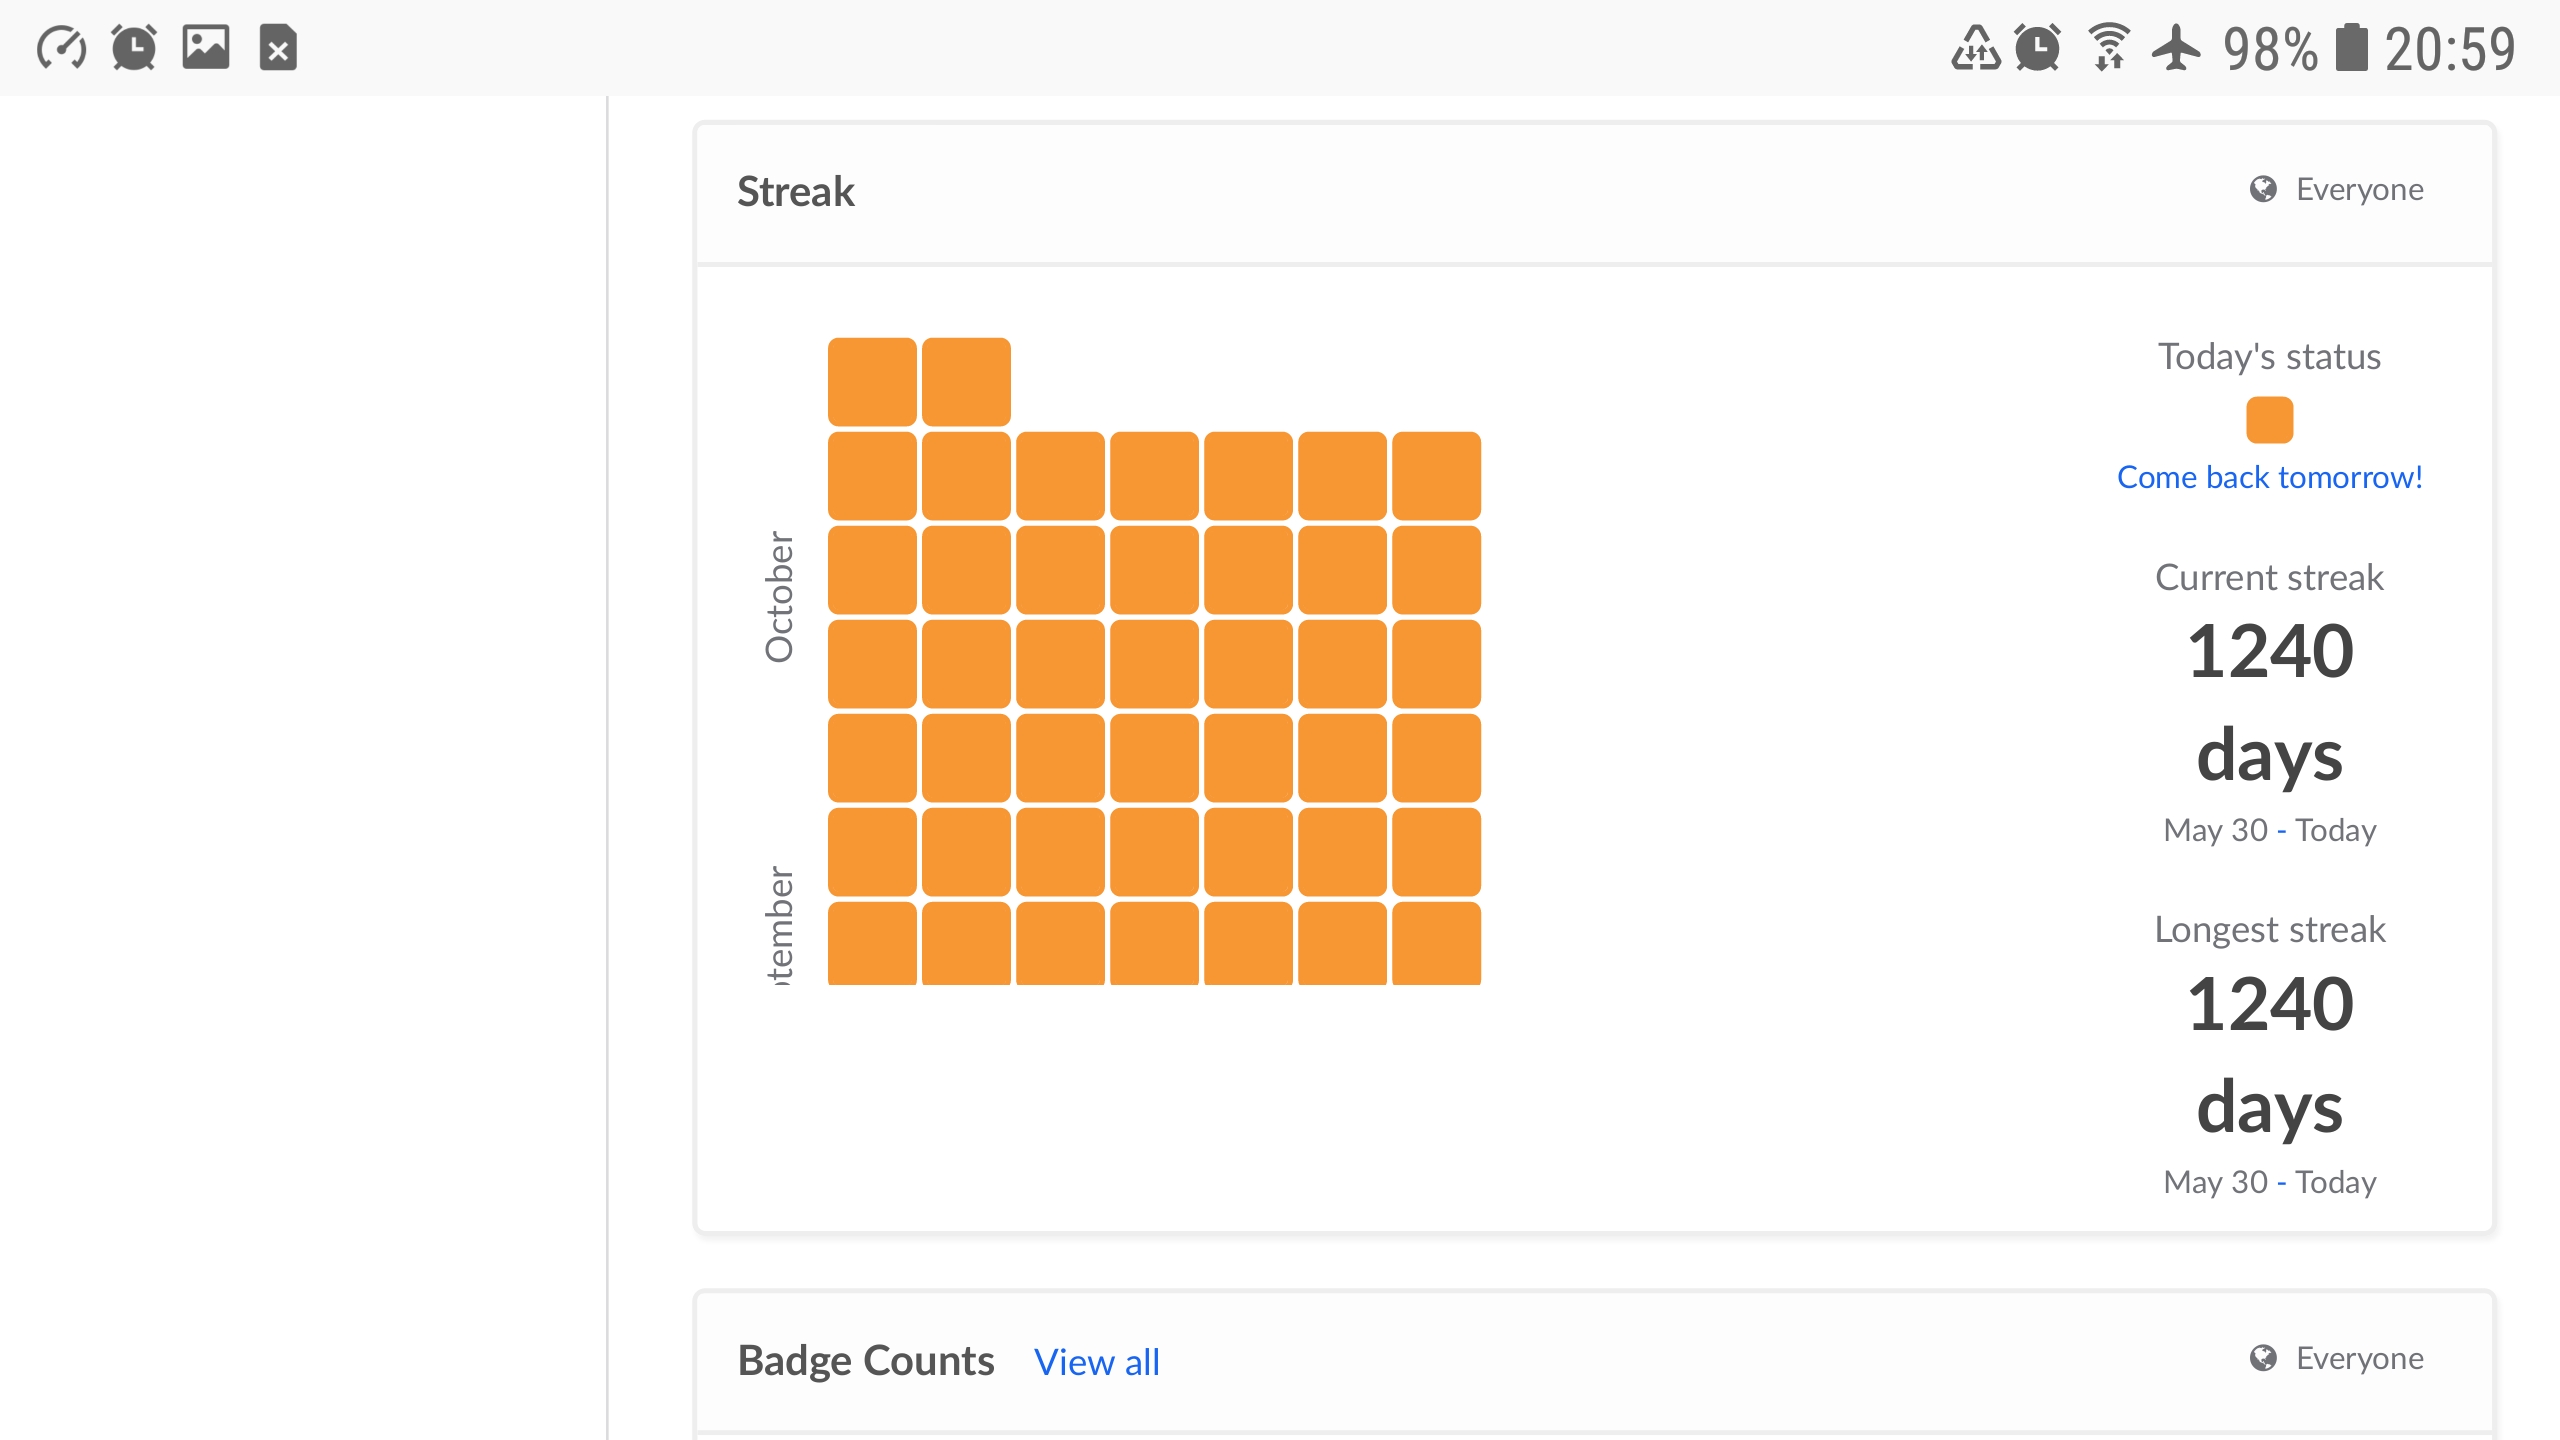 98% 20:59
Streak
Everyone
Today's status
Come back tomorrow!
October
Current streak
1240
days
May 30 - Today
tember
Longest streak
1240
days
May 30 - Today
Badge Counts View all
Everyone